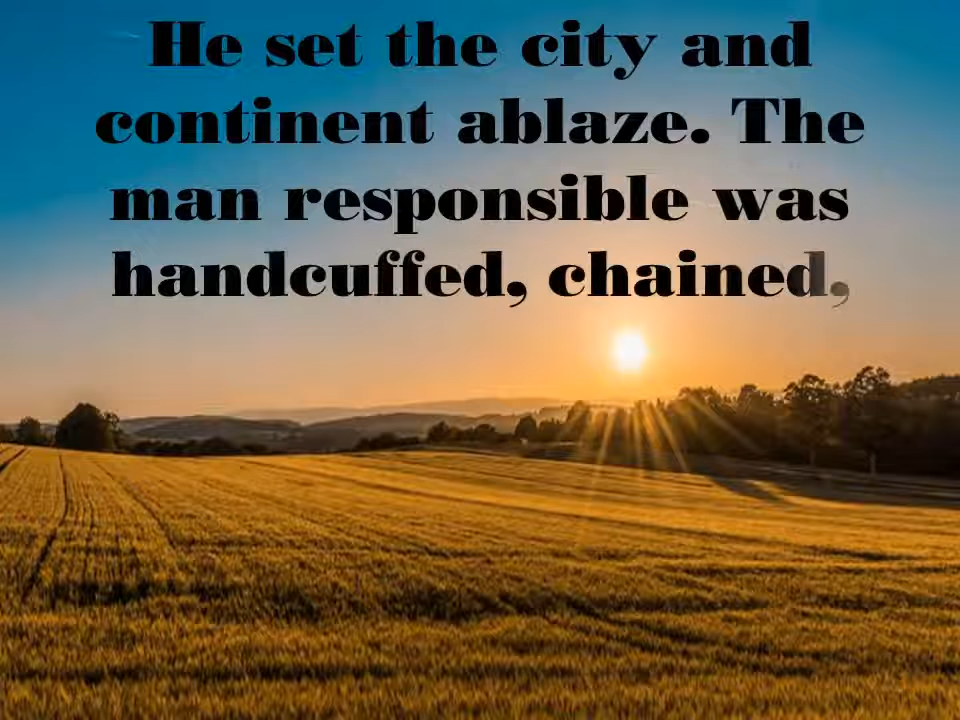 He set the city and
continent ablaze. The
man responsible was
handcuffed, chained,